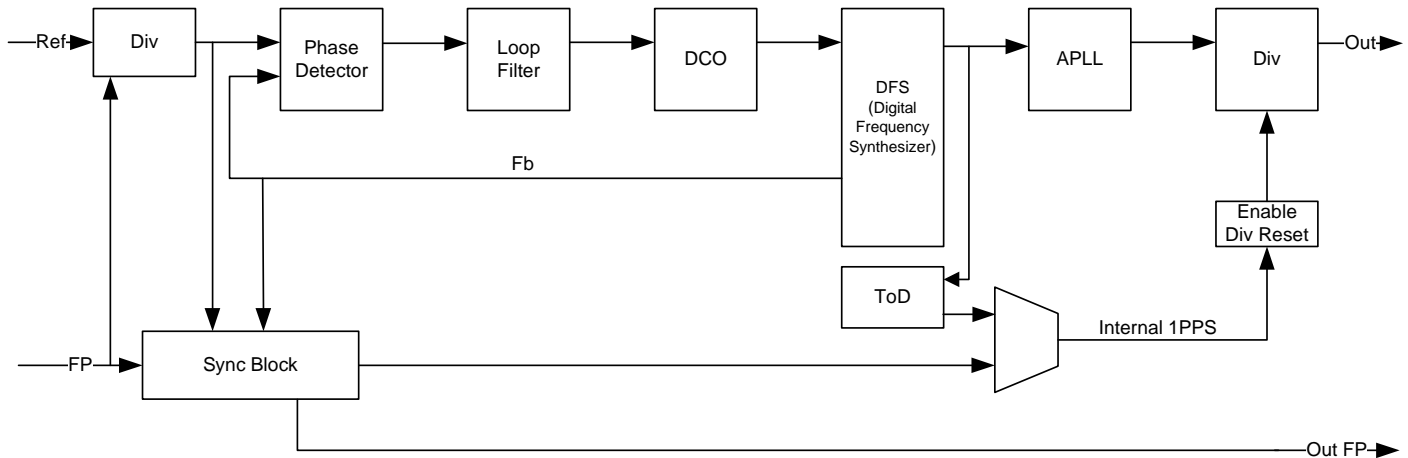 Ref
Div
Phase
Detector
Loop
Filter
DCO
DFS
(Digital
Frequency
Synthesizer)
APLL
Div
Out
Fb
Enable
Div Reset
ToD
Internal 1PPS
FP
Sync Block
Out FP